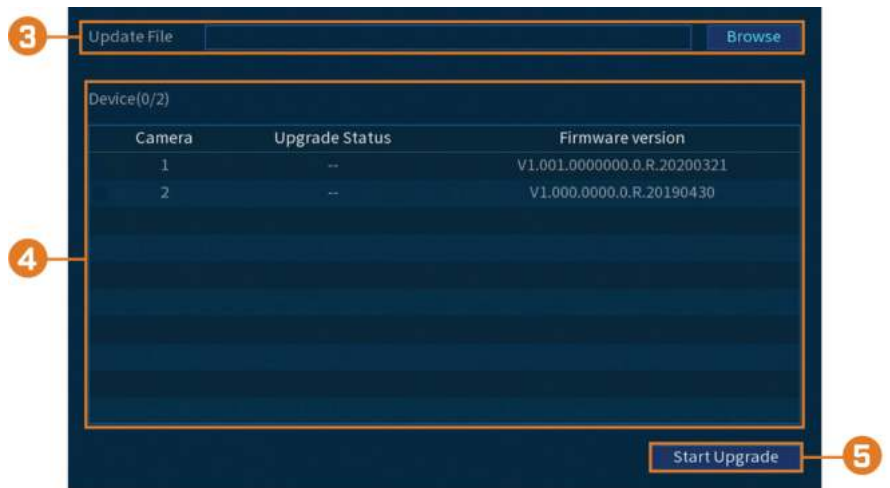 3 Update File Browse
Device(0/2)
Camera Upgrade Status Firmware version
1 -- V1.001.0000000.0.R.20200321
2 -- V1.000.0000.0.R.20190430
4
Start Upgrade 5